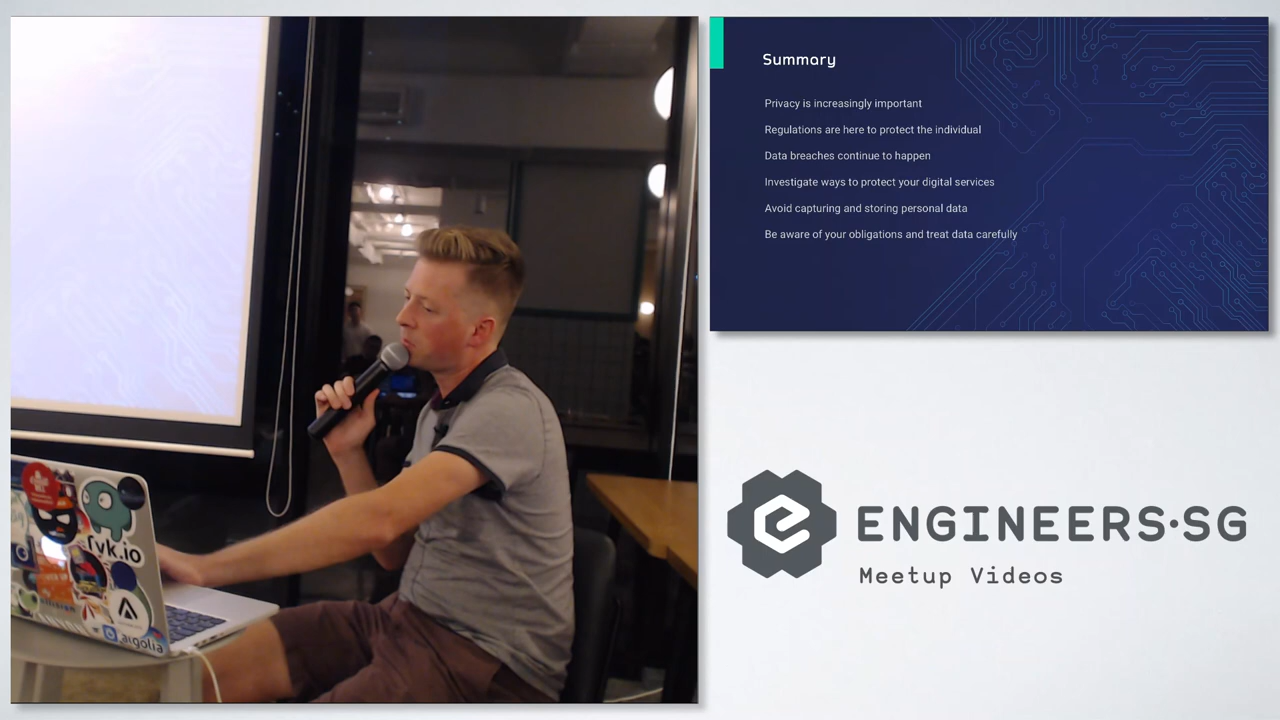 Summary
Privacy is increasingly important
Regulations are here to protect the individual
Data breaches continue to happen
Investigate ways to protect your digital services
Avoid capturing and storing personal data
Be aware of your obligations and treat data carefully
ENGINEERS·SG
Meetup Videos
algolia